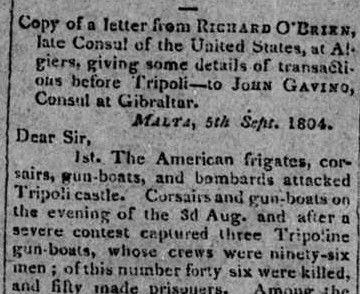 Copy of a letter from RICHARD O'BRIEN,
late Consul of the United States, at Al-
giers, giving some details of transacti-
ons before Tripoli—to JOHN GAVINO,
Consul at Gibraltar.
MALTA, 5th Sept. 1804.
Dear Sir,
1st. The American frigates, cor-
sairs, gun-boats, and bombards attacked
Tripoli castle. Corsairs and gun-boats on
the evening of the 3d Aug. and after a
severe contest captured three Tripoline
gun-boats, whose crews were ninety-six
men ; of this number forty six were killed,
and fifty made prisoners. Among the